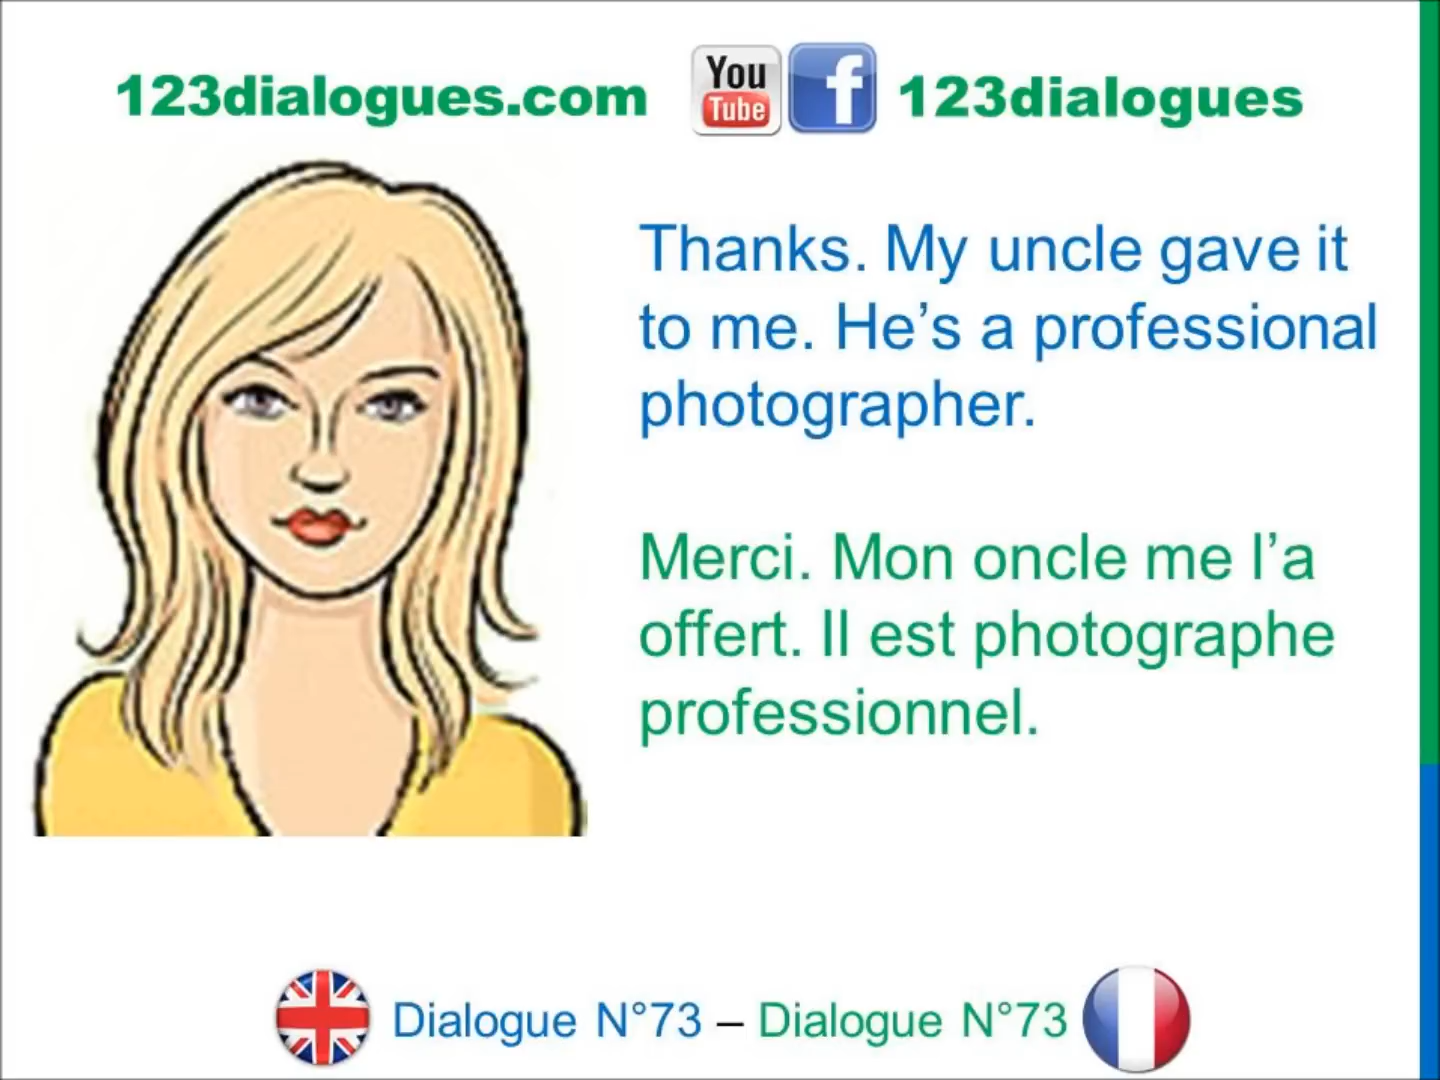 123dialogues.com You Tube f 123dialogues
Thanks. My uncle gave it
to me. He’s a professional
photographer.
Merci. Mon oncle me l’a
offert. Il est photographe
professionnel.
Dialogue N°73 – Dialogue N°73